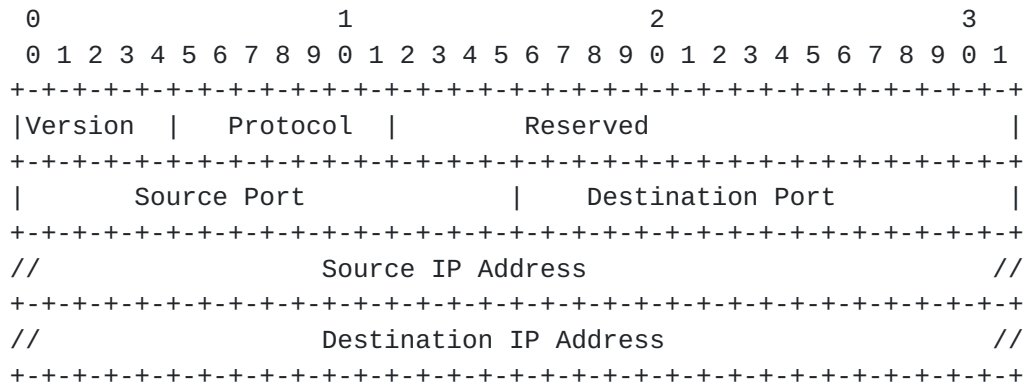 0                   1                   2                   3
 0 1 2 3 4 5 6 7 8 9 0 1 2 3 4 5 6 7 8 9 0 1 2 3 4 5 6 7 8 9 0 1
+-+-+-+-+-+-+-+-+-+-+-+-+-+-+-+-+-+-+-+-+-+-+-+-+-+-+-+-+-+-+-+-+
|Version  |   Protocol  |        Reserved                       |
+-+-+-+-+-+-+-+-+-+-+-+-+-+-+-+-+-+-+-+-+-+-+-+-+-+-+-+-+-+-+-+-+
|       Source Port             |    Destination Port           |
+-+-+-+-+-+-+-+-+-+-+-+-+-+-+-+-+-+-+-+-+-+-+-+-+-+-+-+-+-+-+-+-+
//                  Source IP Address                          //
+-+-+-+-+-+-+-+-+-+-+-+-+-+-+-+-+-+-+-+-+-+-+-+-+-+-+-+-+-+-+-+-+
//                  Destination IP Address                     //
+-+-+-+-+-+-+-+-+-+-+-+-+-+-+-+-+-+-+-+-+-+-+-+-+-+-+-+-+-+-+-+-+